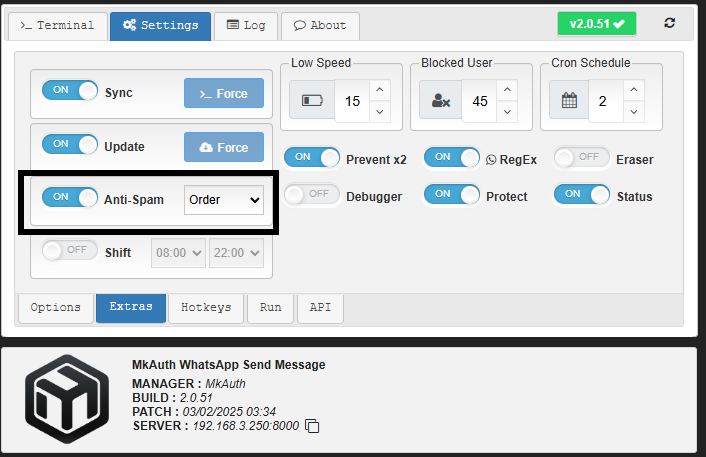 >_ Terminal
Settings
Log
About
v2.0.51
ON
Sync
>_ Force
ON
Update
Force
ON
Anti-Spam
Order
OFF
Shift
08:00
22:00
Low Speed
15
Blocked User
45
Cron Schedule
2
ON
Prevent x2
ON
RegEx
OFF
Eraser
OFF
Debugger
ON
Protect
ON
Status
Options
Extras
Hotkeys
Run
API
MkAuth WhatsApp Send Message
MANAGER : MkAuth
BUILD : 2.0.51
PATCH : 03/02/2025 03:34
SERVER : 192.168.3.250:8000